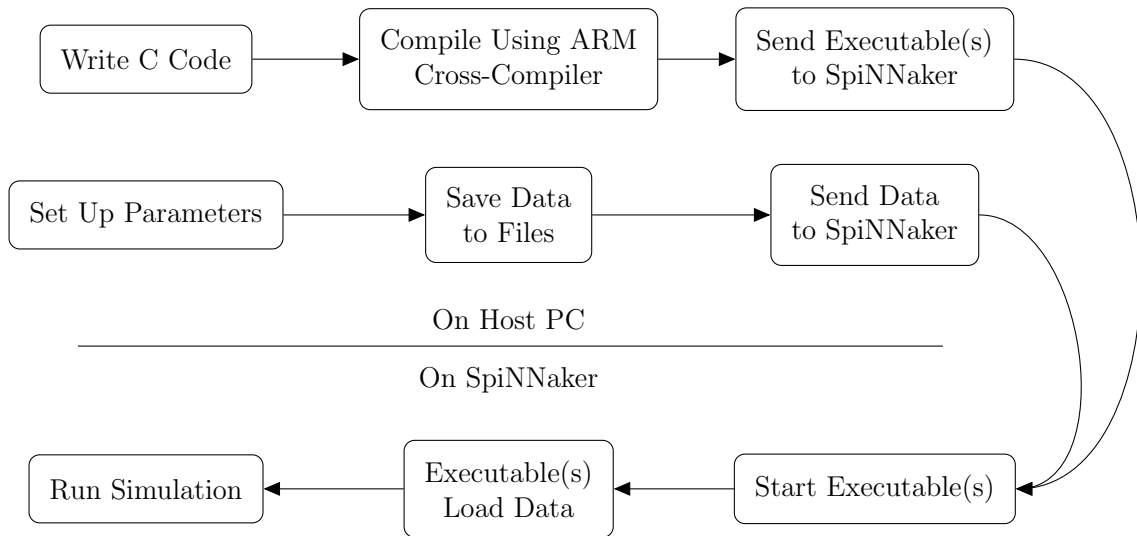 Write C Code
Compile Using ARM
Cross-Compiler
Send Executable(s)
to SpiNNaker
Set Up Parameters
Save Data
to Files
Send Data
to SpiNNaker
On Host PC
On SpiNNaker
Run Simulation
Executable(s)
Load Data
Start Executable(s)